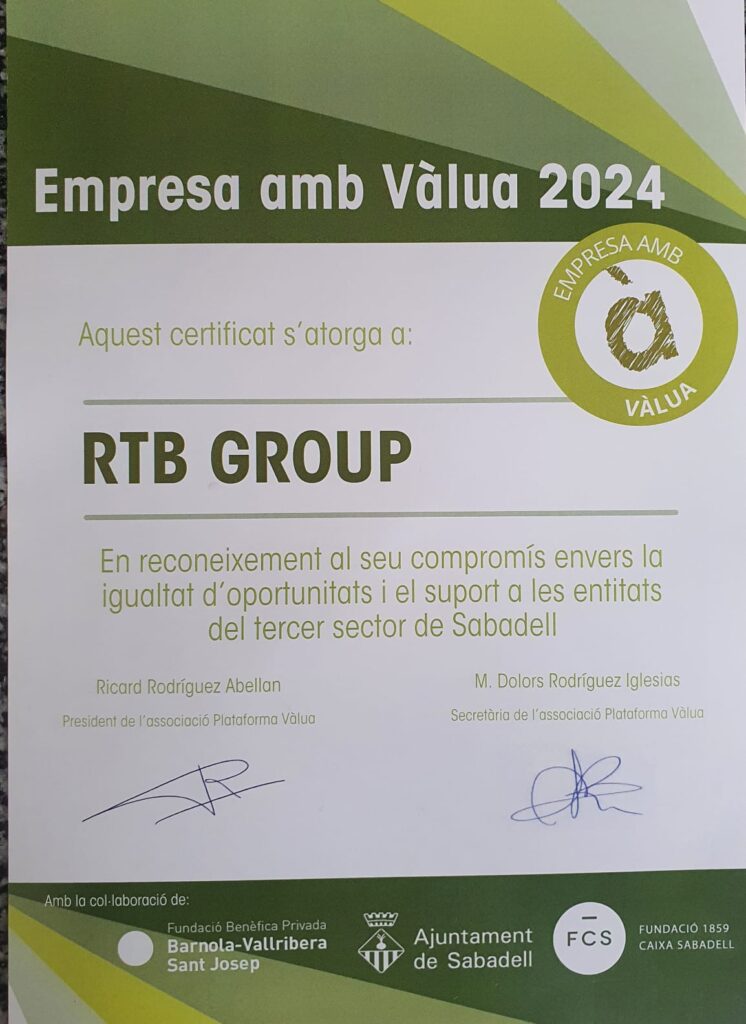 Empresa amb Vàlua 2024
EMPRESA AMB
à
VÀLUA
Aquest certificat s'atorga a:
RTB GROUP
En reconeixement al seu compromís envers la
igualtat d'oportunitats i el suport a les entitats
del tercer sector de Sabadell
Ricard Rodríguez Abellan
President de l'associació Plataforma Vàlua
M. Dolors Rodríguez Iglesias
Secretària de l'associació Plataforma Vàlua
Amb la col·laboració de:
Fundació Benèfica Privada
Barnola-Vallribera
Sant Josep
Ajuntament
de Sabadell
FCS
FUNDACIÓ 1859
CAIXA SABADELL